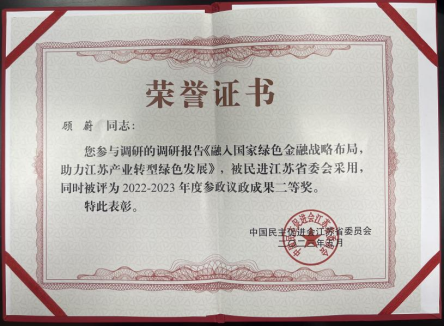 荣誉证书
顾蔚 同志：
您参与调研的调研报告《融入国家绿色金融战略布局，
助力江苏产业转型绿色发展》，被民进江苏省委会采用，
同时被评为2022-2023年度参政议政成果二等奖。
特此表彰。
中国民主促进会江苏省委员会